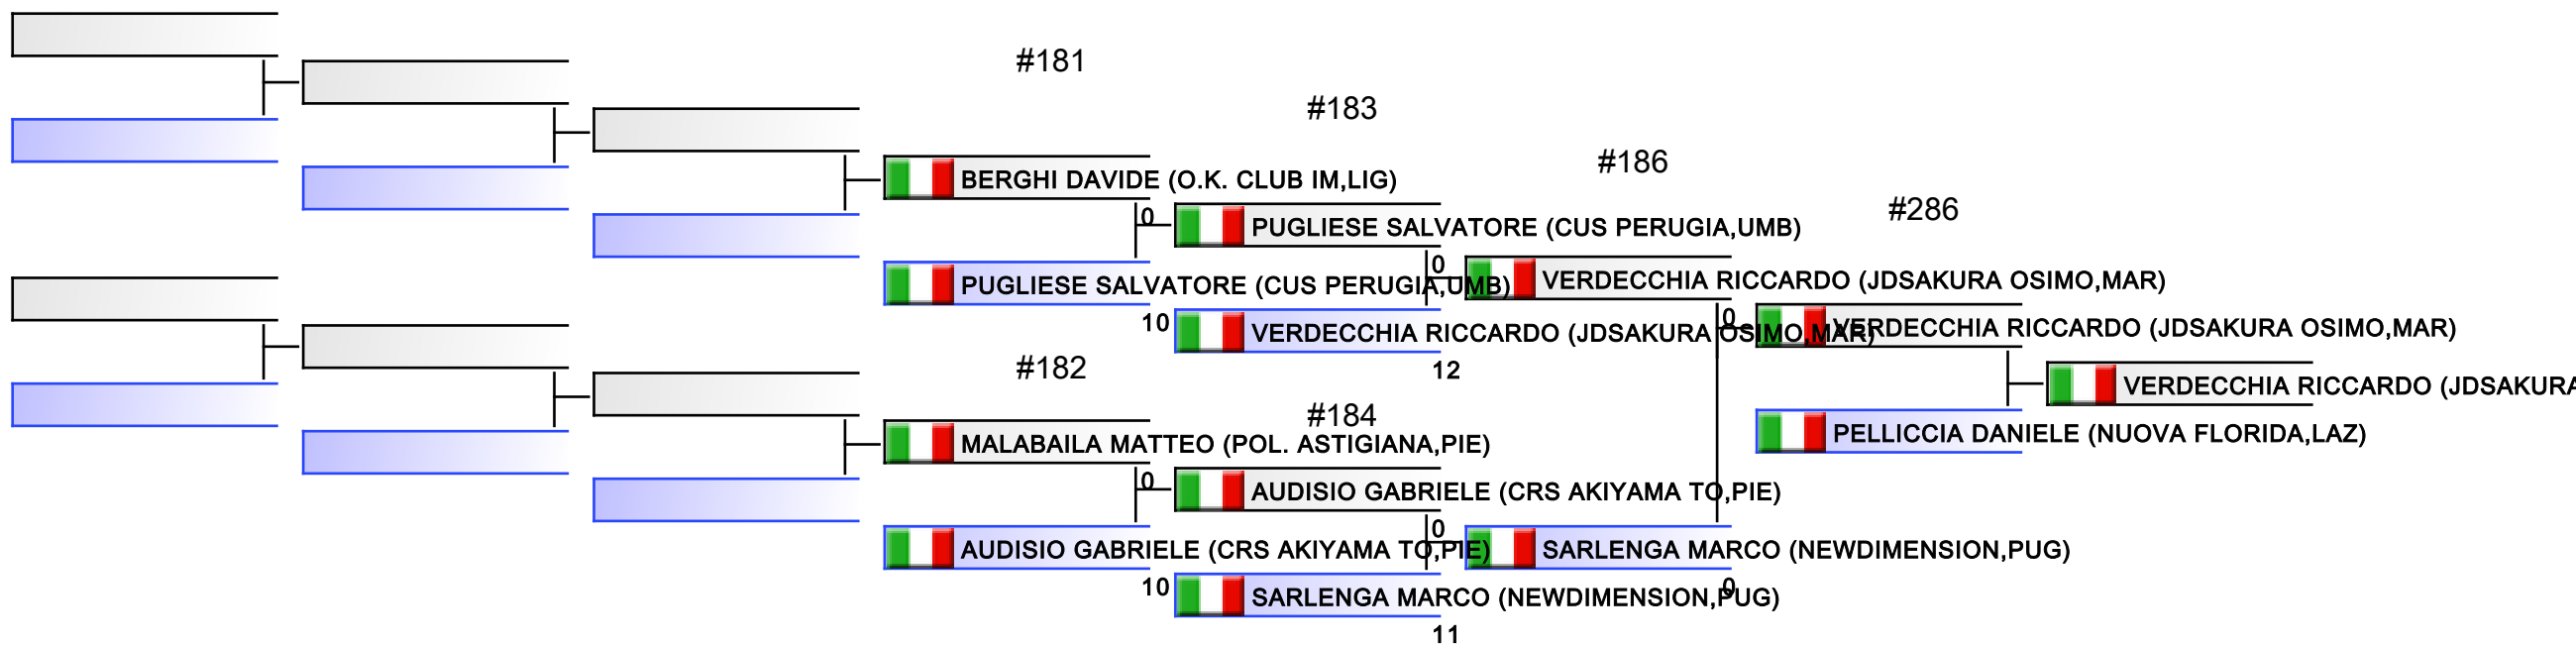 #181
#183
#186
BERGHI DAVIDE (O.K. CLUB IM,LIG)
#286
0
PUGLIESE SALVATORE (CUS PERUGIA,UMB)
0
PUGLIESE SALVATORE (CUS PERUGIA,UMB)
VERDECCHIA RICCARDO (JDSAKURA OSIMO,MAR)
10
VERDECCHIA RICCARDO (JDSAKURA OSIMO,MAR)
0
VERDECCHIA RICCARDO (JDSAKURA OSIMO,MAR)
#182
12
VERDECCHIA RICCARDO (JDSAKURA
#184
PELLICCIA DANIELE (NUOVA FLORIDA,LAZ)
MALABAILA MATTEO (POL. ASTIGIANA,PIE)
0
AUDISIO GABRIELE (CRS AKIYAMA TO,PIE)
0
AUDISIO GABRIELE (CRS AKIYAMA TO,PIE)
SARLENGA MARCO (NEWDIMENSION,PUG)
10
SARLENGA MARCO (NEWDIMENSION,PUG)
0
11